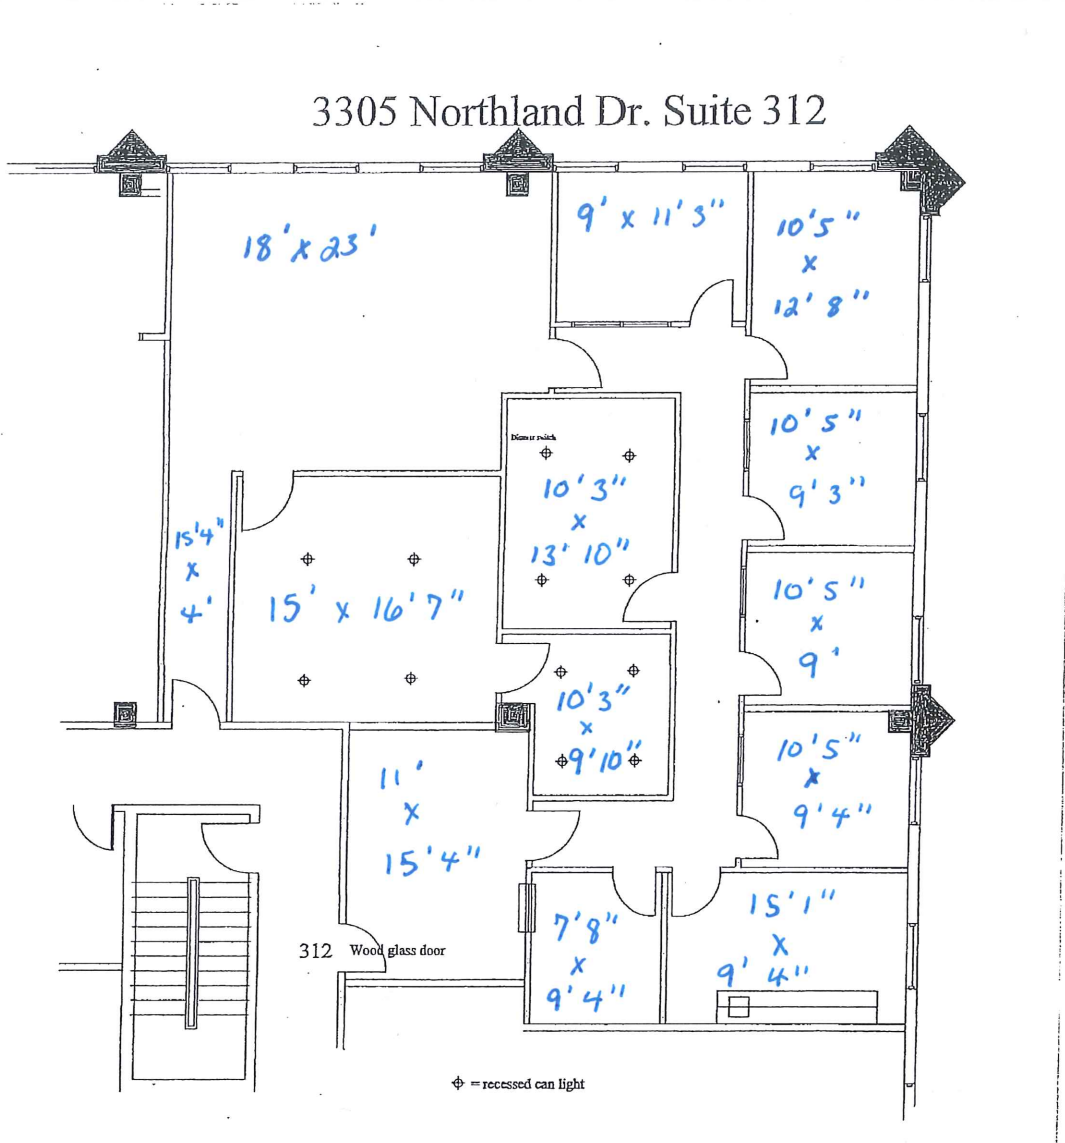 3305 Northland Dr. Suite 312
18' x 23'
9' x 11'3"
10'5"
x
12'8"
10'5"
x
9'3"
Dimmer switch
10'3"
x
13'10"
15'4"
x
4'
15' x 16'7"
10'5"
x
9'
10'3"
x
9'10"
10'5"
x
9'4"
11'
x
15'4"
312 Wood glass door
7'8"
x
9'4"
15'1"
x
9'4"
= recessed can light